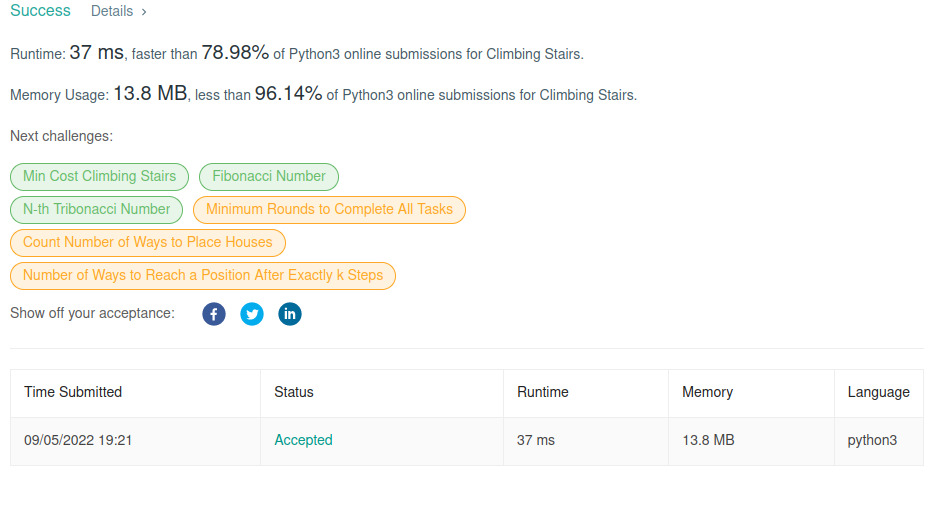 Success Details ›
Runtime: 37 ms, faster than 78.98% of Python3 online submissions for Climbing Stairs.
Memory Usage: 13.8 MB, less than 96.14% of Python3 online submissions for Climbing Stairs.
Next challenges:
Min Cost Climbing Stairs Fibonacci Number
N-th Tribonacci Number Minimum Rounds to Complete All Tasks
Count Number of Ways to Place Houses
Number of Ways to Reach a Position After Exactly k Steps
Show off your acceptance: f in
Time Submitted Status Runtime Memory Language
09/05/2022 19:21 Accepted 37 ms 13.8 MB python3